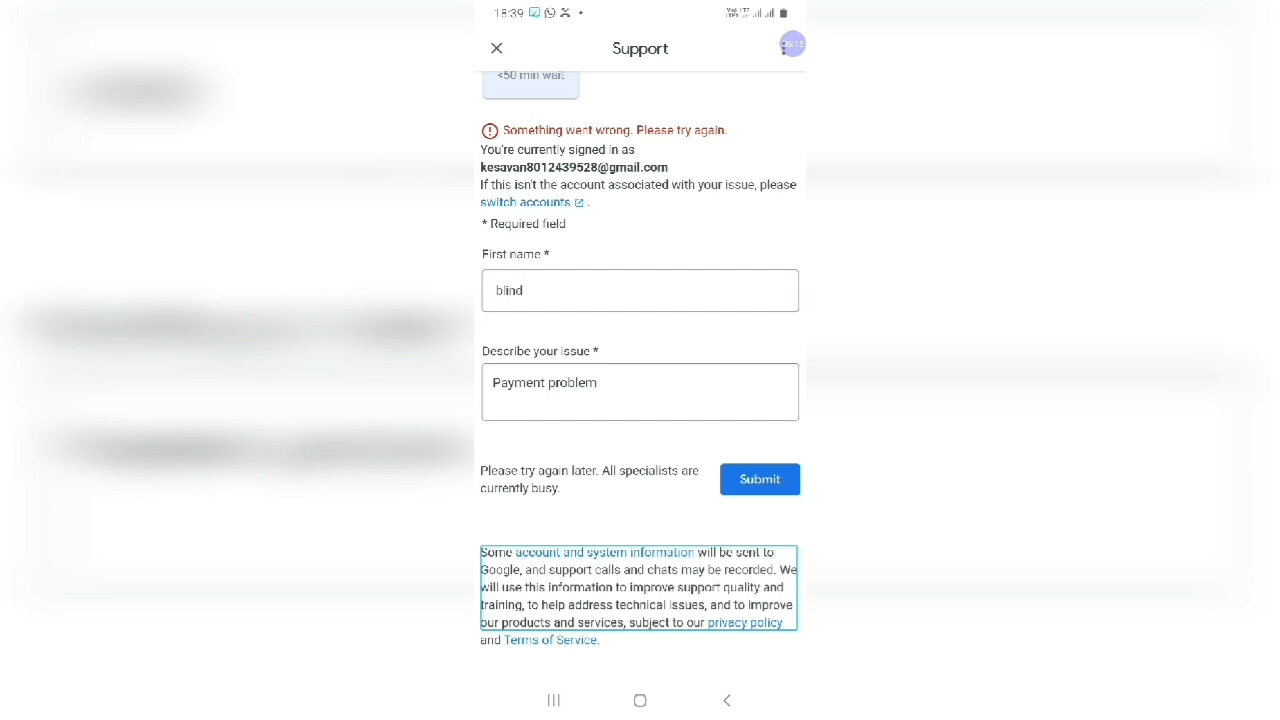 18:39
Support
06:15
<50 min wait
Something went wrong. Please try again.
You're currently signed in as
kesavan8012439528@gmail.com
If this isn't the account associated with your issue, please
switch accounts .
* Required field
First name *
blind
Describe your issue *
Payment problem
Please try again later. All specialists are
currently busy.
Submit
Some account and system information will be sent to
Google, and support calls and chats may be recorded. We
will use this information to improve support quality and
training, to help address technical issues, and to improve
our products and services, subject to our privacy policy
and Terms of Service.